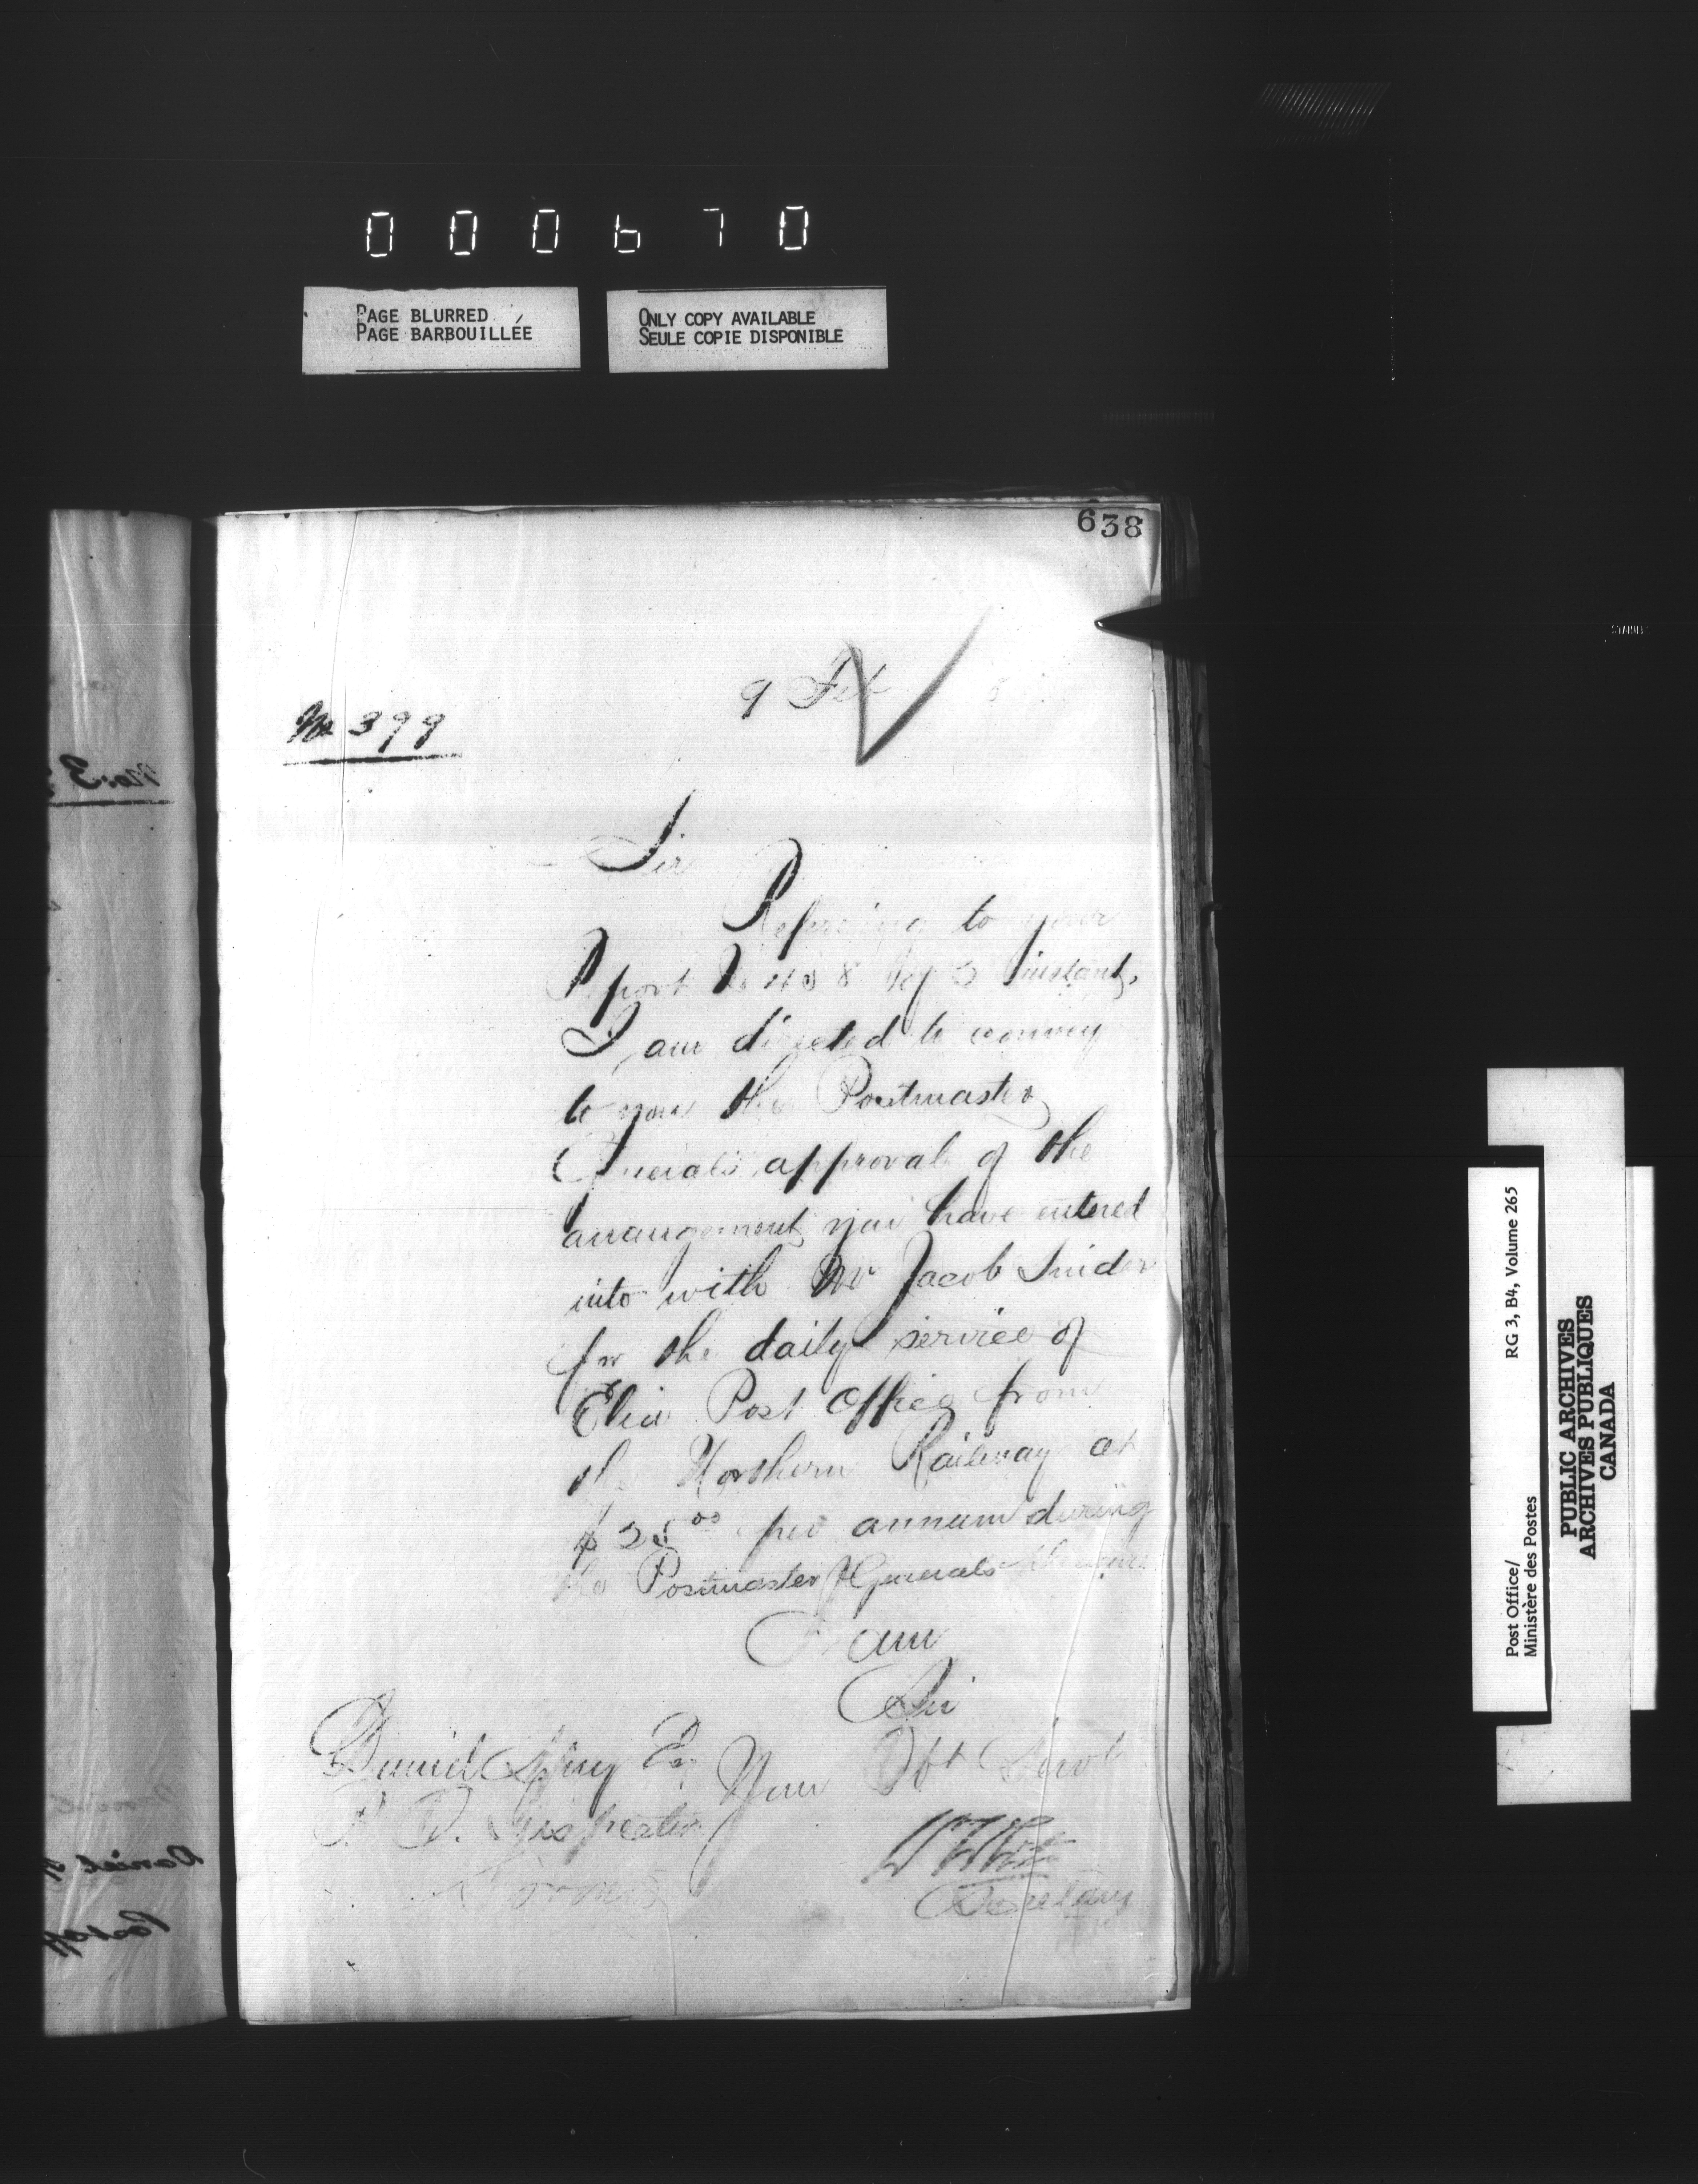 000670
PAGE BLURRED
PAGE BARBOUILLÉE
ONLY COPY AVAILABLE
SEULE COPIE DISPONIBLE
638
9 Feb
No 399
Sir
Referring to your
Report No 458 of 3 instant,
I am directed to convey
to you the Postmaster
Generals approval of the
arrangement you have entered
into with Mr Jacob Snider
for the daily service of
Elia Post Office from
the Northern Railway at
$ 25 00 per annum during
the Postmaster Generals
I am
Sir
Your Obt Servt
Daniel Spry Esq
P. O. Inspector
Toronto
Secretary
Post Office/
Ministère des Postes
RG 3, B4, Volume 265
PUBLIC ARCHIVES
ARCHIVES PUBLIQUES
CANADA